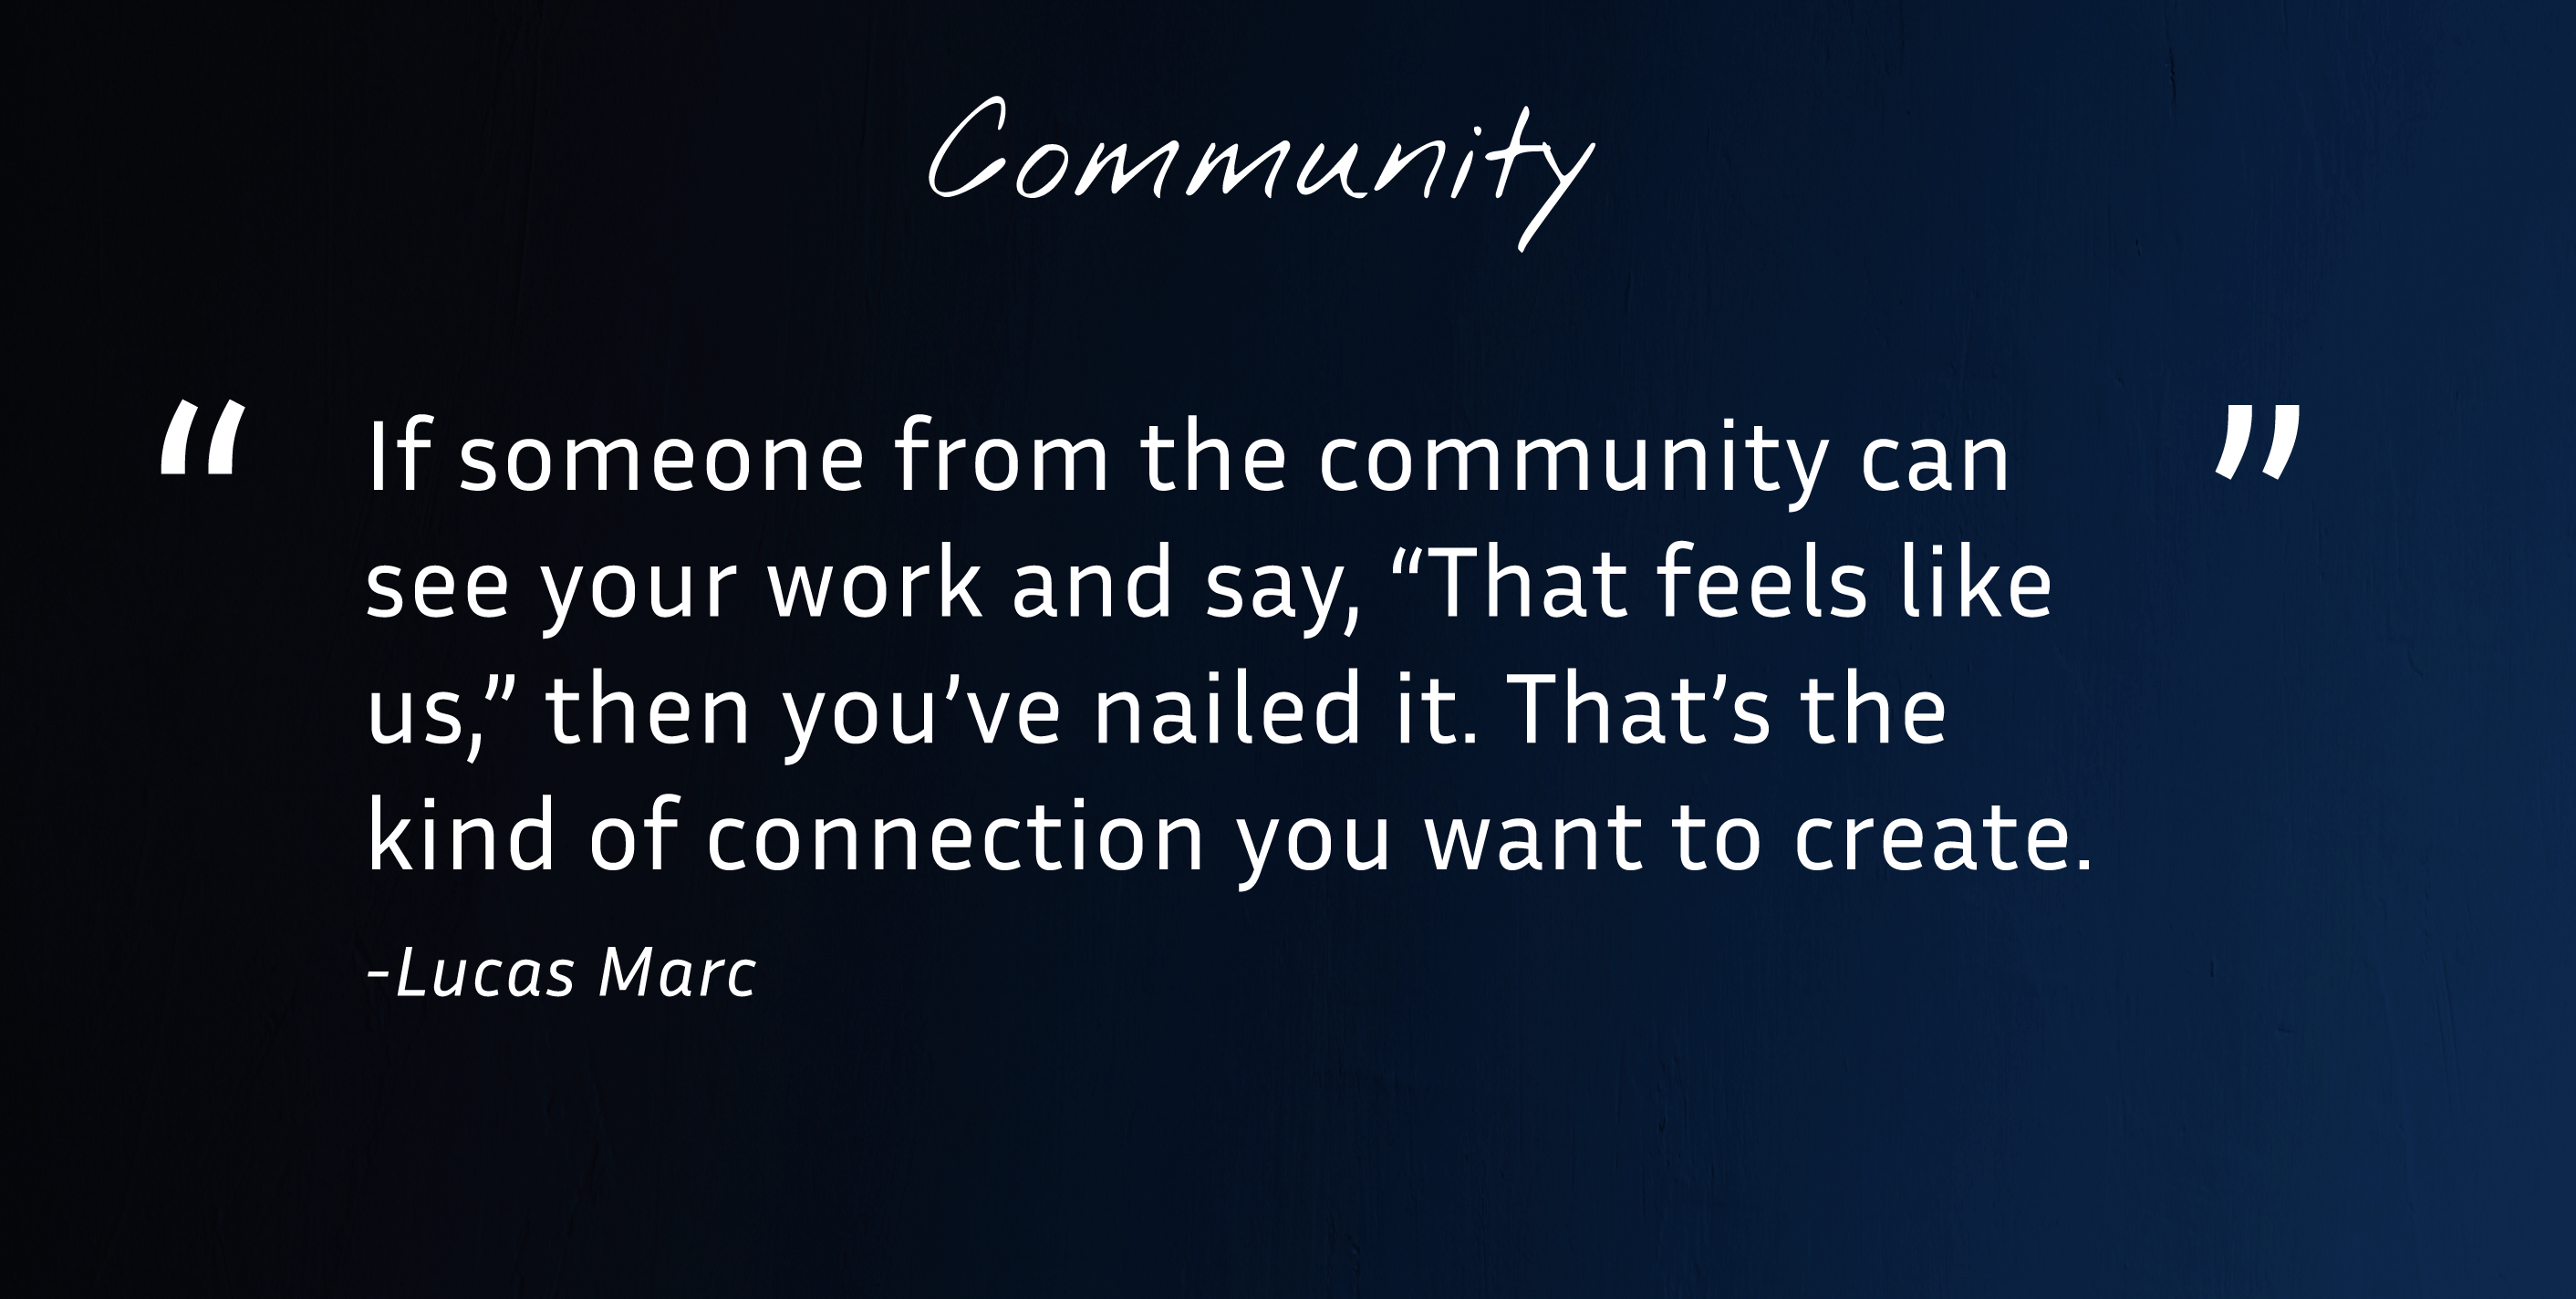 Community
“If someone from the community can
see your work and say, “That feels like
us,” then you’ve nailed it. That’s the
kind of connection you want to create.”
-Lucas Marc